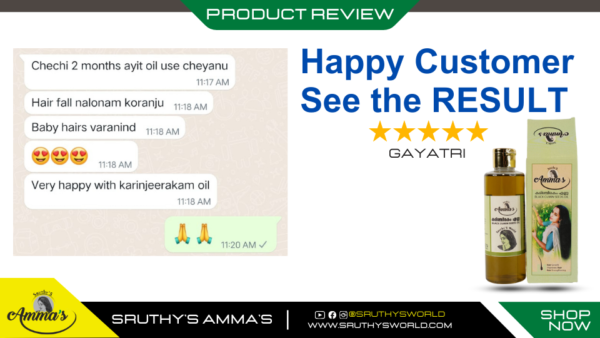 PRODUCT REVIEW
Chechi 2 months ayit oil use cheyanu
11:17 AM
Hair fall nalonam koranju
11:18 AM
Baby hairs varanind
11:18 AM
😍😍😍
11:18 AM
Very happy with karinjeerakam oil
11:18 AM
🙏 🙏
11:20 AM ✓
Happy Customer
See the RESULT
GAYATRI
Amma's
Amma's
Amma's
SRUTHY'S AMMA'S
@SRUTHYSWORLD
WWW.SRUTHYSWORLD.COM
SHOP
NOW